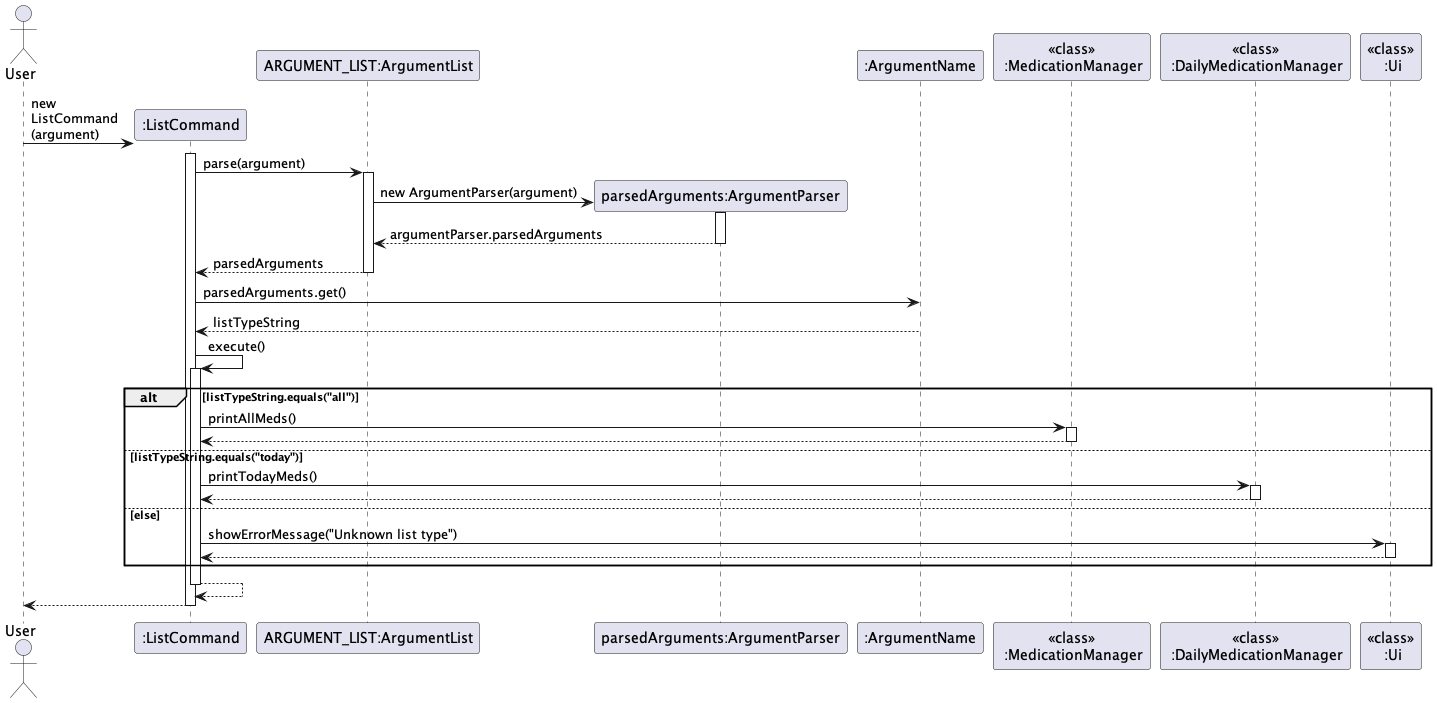 User
ARGUMENT_LIST:ArgumentList
:ArgumentName
«class»
:MedicationManager
«class»
:DailyMedicationManager
«class»
:Ui
new
ListCommand
(argument)
:ListCommand
parse(argument)
new ArgumentParser(argument)
parsedArguments:ArgumentParser
argumentParser.parsedArguments
parsedArguments
parsedArguments.get()
listTypeString
execute()
alt
[listTypeString.equals("all")]
printAllMeds()
[listTypeString.equals("today")]
printTodayMeds()
[else]
showErrorMessage("Unknown list type")
User
:ListCommand
ARGUMENT_LIST:ArgumentList
parsedArguments:ArgumentParser
:ArgumentName
«class»
:MedicationManager
«class»
:DailyMedicationManager
«class»
:Ui